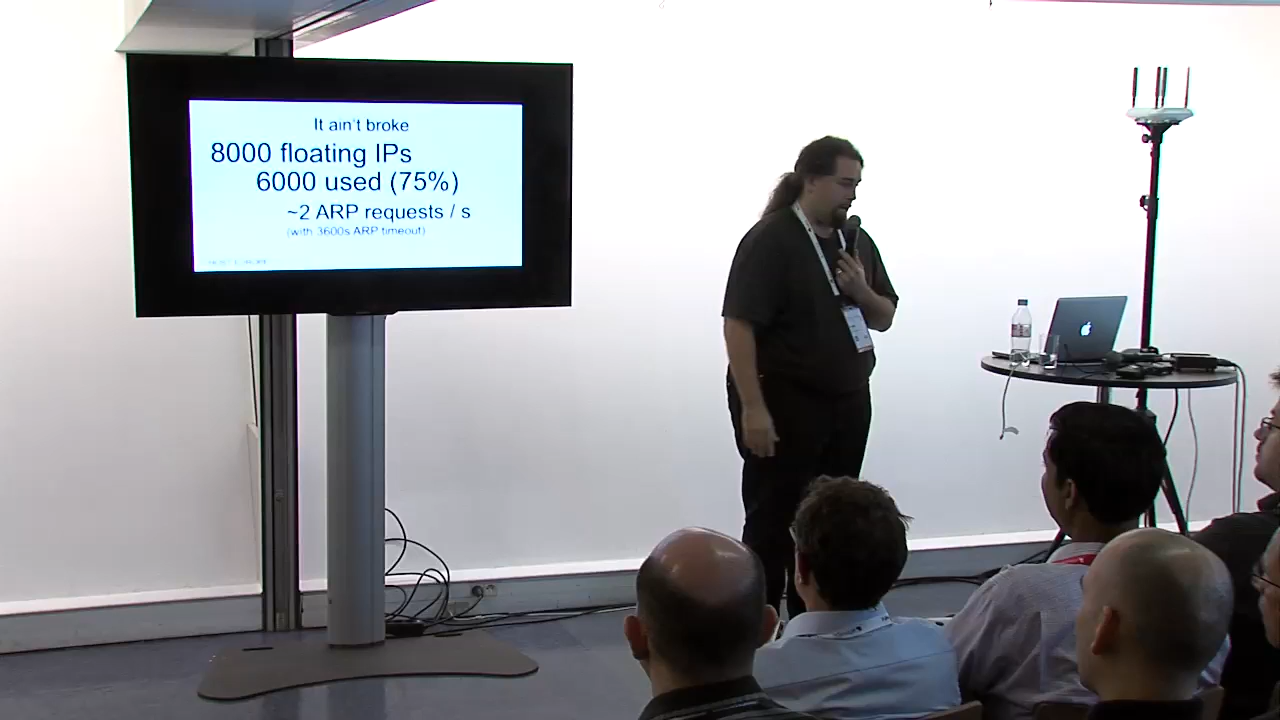 It ain't broke
8000 floating IPs
6000 used (75%)
~2 ARP requests / s
(with 3600s ARP timeout)